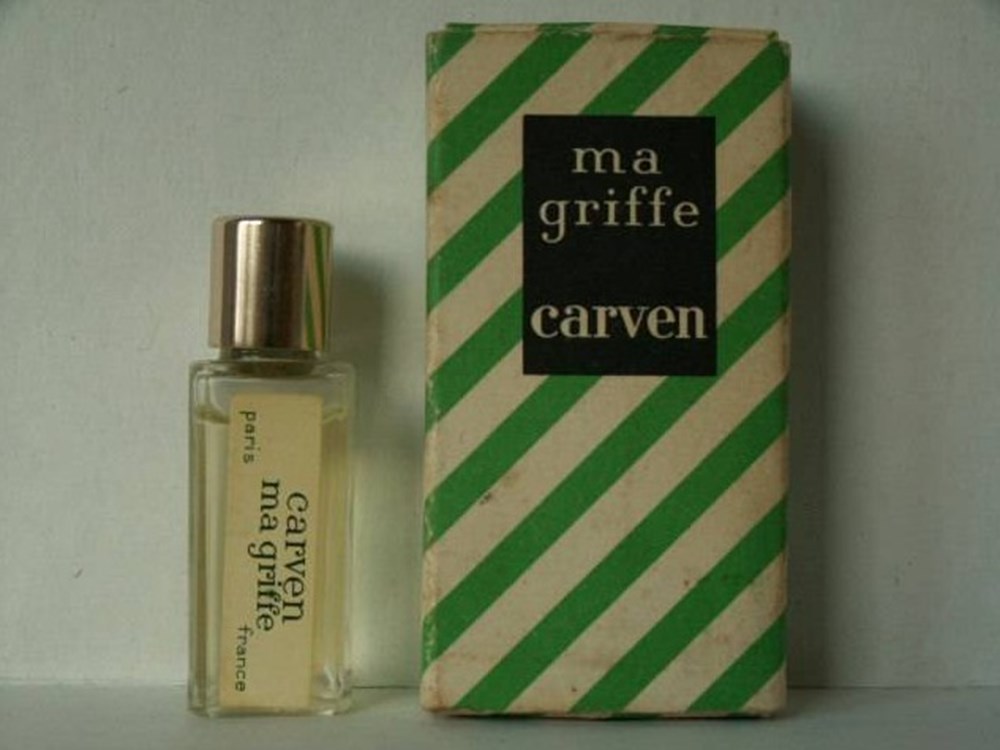 ma
griffe
carven
paris
carven
ma griffe
france